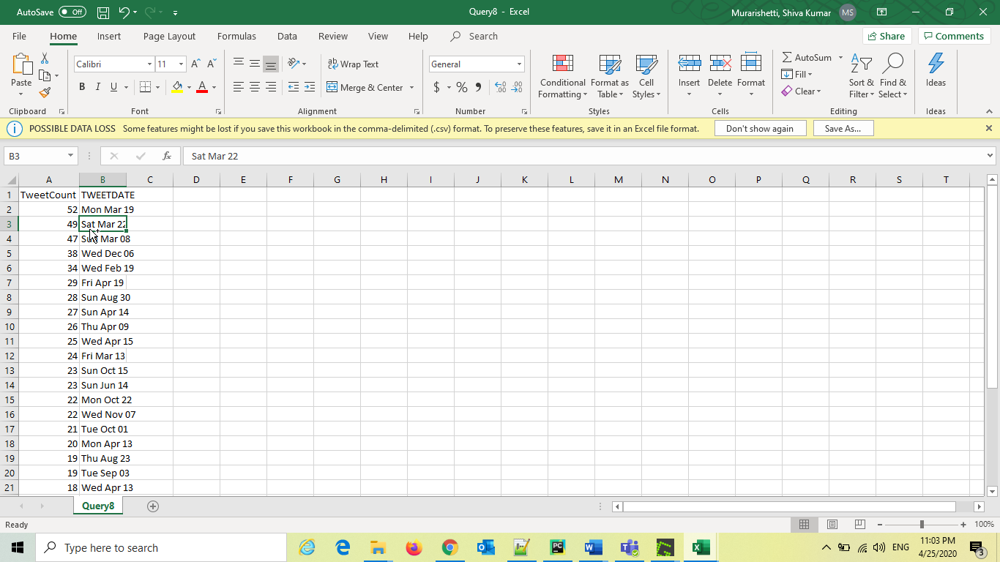 AutoSave Off Query8 - Excel Murarishetti, Shiva Kumar MS
File Home Insert Page Layout Formulas Data Review View Help Search Share Comments
Paste Calibri 11 Wrap Text General Conditional Formatting Format as Table Cell Styles Insert Delete Format AutoSum Sort & Filter Find & Select Ideas
B I U Merge & Center $ % Fill Clear
Clipboard Font Alignment Number Styles Cells Editing Ideas
POSSIBLE DATA LOSS Some features might be lost if you save this workbook in the comma-delimited (.csv) format. To preserve these features, save it in an Excel file format. Don't show again Save As...
B3 fx Sat Mar 22
A B C D E F G H I J K L M N O P Q R S T
1 TweetCount TWEETDATE
2 52 Mon Mar 19
3 49 Sat Mar 22
4 47 Sun Mar 08
5 38 Wed Dec 06
6 34 Wed Feb 19
7 29 Fri Apr 19
8 28 Sun Aug 30
9 27 Sun Apr 14
10 26 Thu Apr 09
11 25 Wed Apr 15
12 24 Fri Mar 13
13 23 Sun Oct 15
14 23 Sun Jun 14
15 22 Mon Oct 22
16 22 Wed Nov 07
17 21 Tue Oct 01
18 20 Mon Apr 13
19 19 Thu Aug 23
20 19 Tue Sep 03
21 18 Wed Apr 13
Query8
Ready 100%
Type here to search ENG 11:03 PM
4/25/2020 3